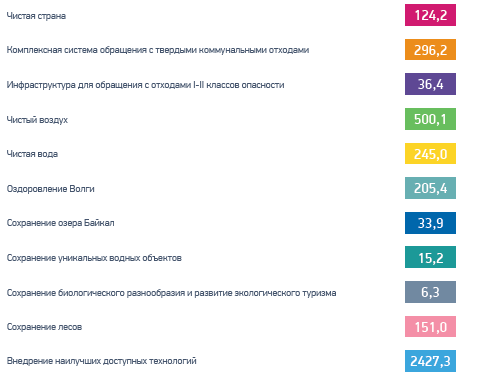 Чистая страна 124,2
Комплексная система обращения с твердыми коммунальными отходами 296,2
Инфраструктура для обращения с отходами I-II классов опасности 36,4
Чистый воздух 500,1
Чистая вода 245,0
Оздоровление Волги 205,4
Сохранение озера Байкал 33,9
Сохранение уникальных водных объектов 15,2
Сохранение биологического разнообразия и развитие экологического туризма 6,3
Сохранение лесов 151,0
Внедрение наилучших доступных технологий 2427,3